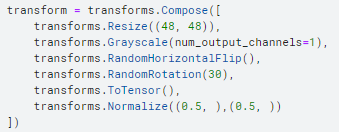 transform = transforms.Compose([
    transforms.Resize((48, 48)),
    transforms.Grayscale(num_output_channels=1),
    transforms.RandomHorizontalFlip(),
    transforms.RandomRotation(30),
    transforms.ToTensor(),
    transforms.Normalize((0.5, ),(0.5, ))
])